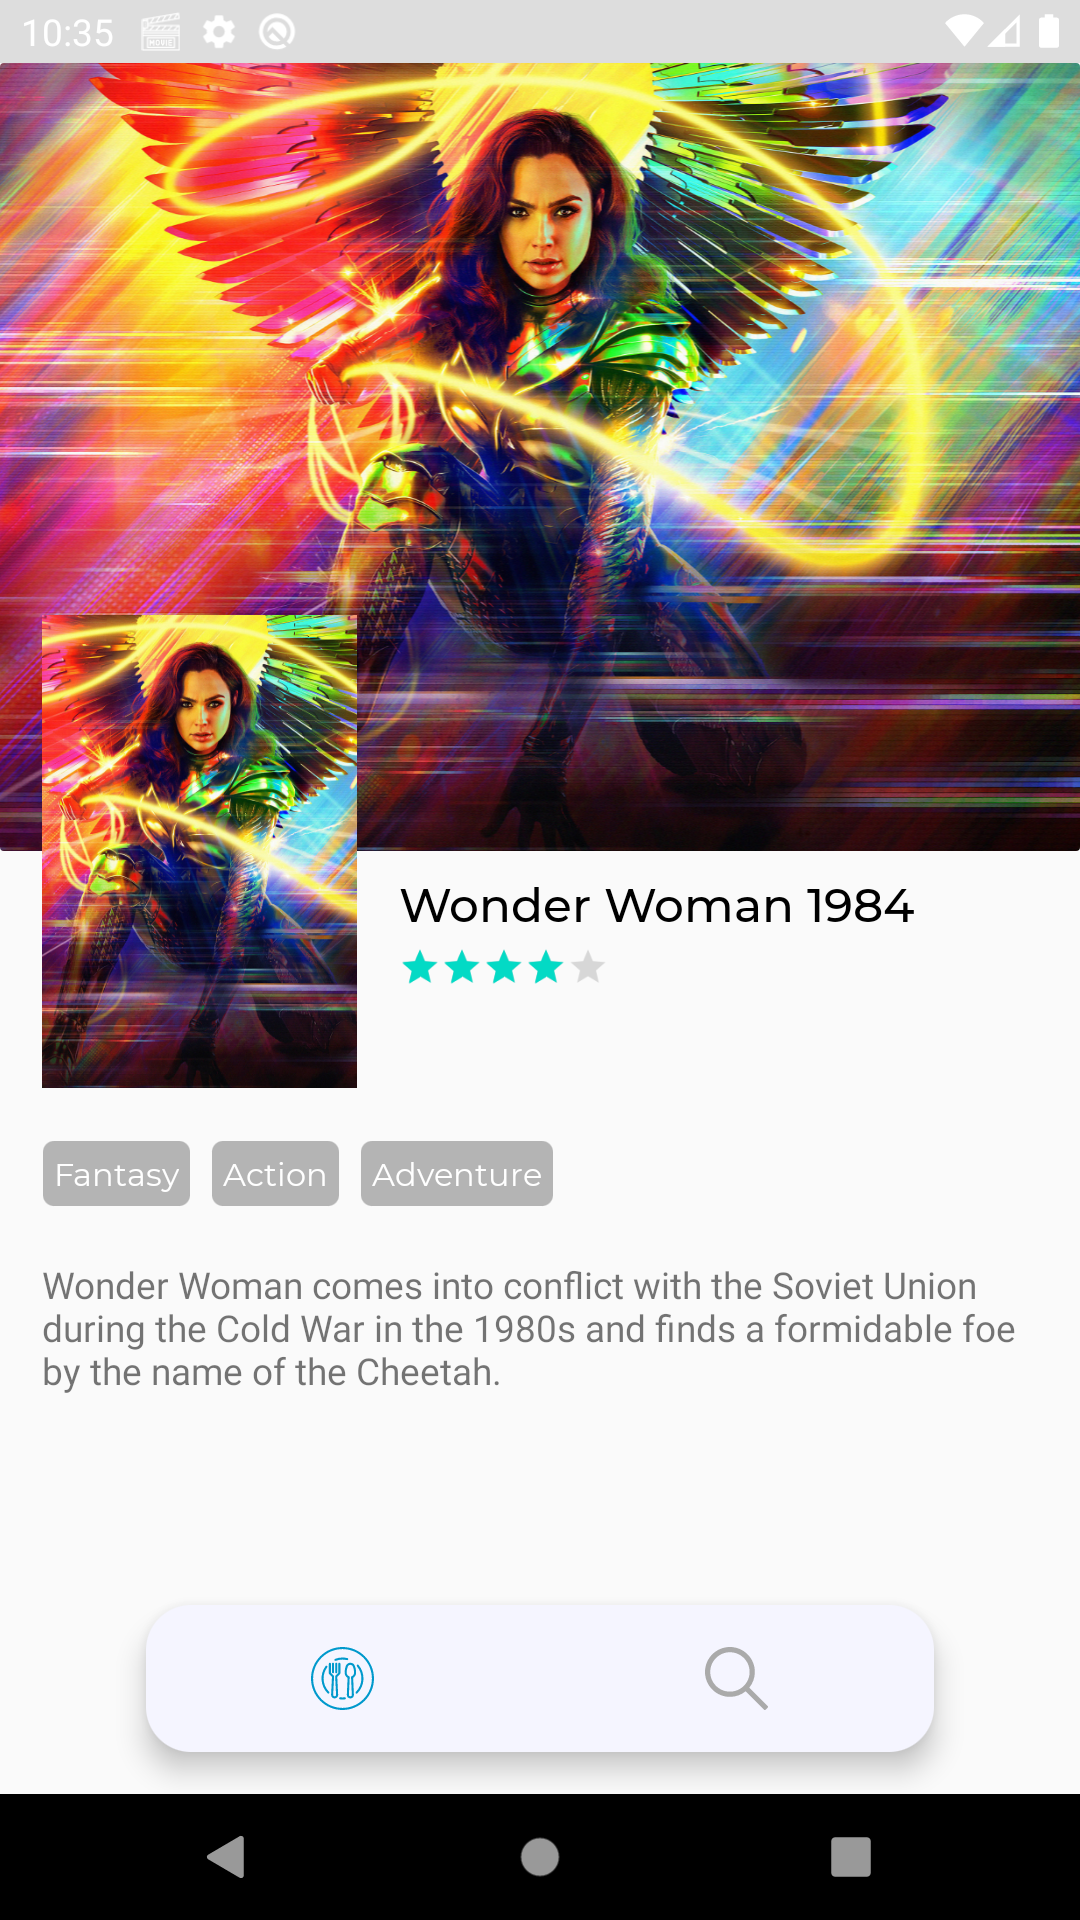 10:35
MOVIE
Wonder Woman 1984
Fantasy
Action
Adventure
Wonder Woman comes into conflict with the Soviet Union
during the Cold War in the 1980s and finds a formidable foe
by the name of the Cheetah.